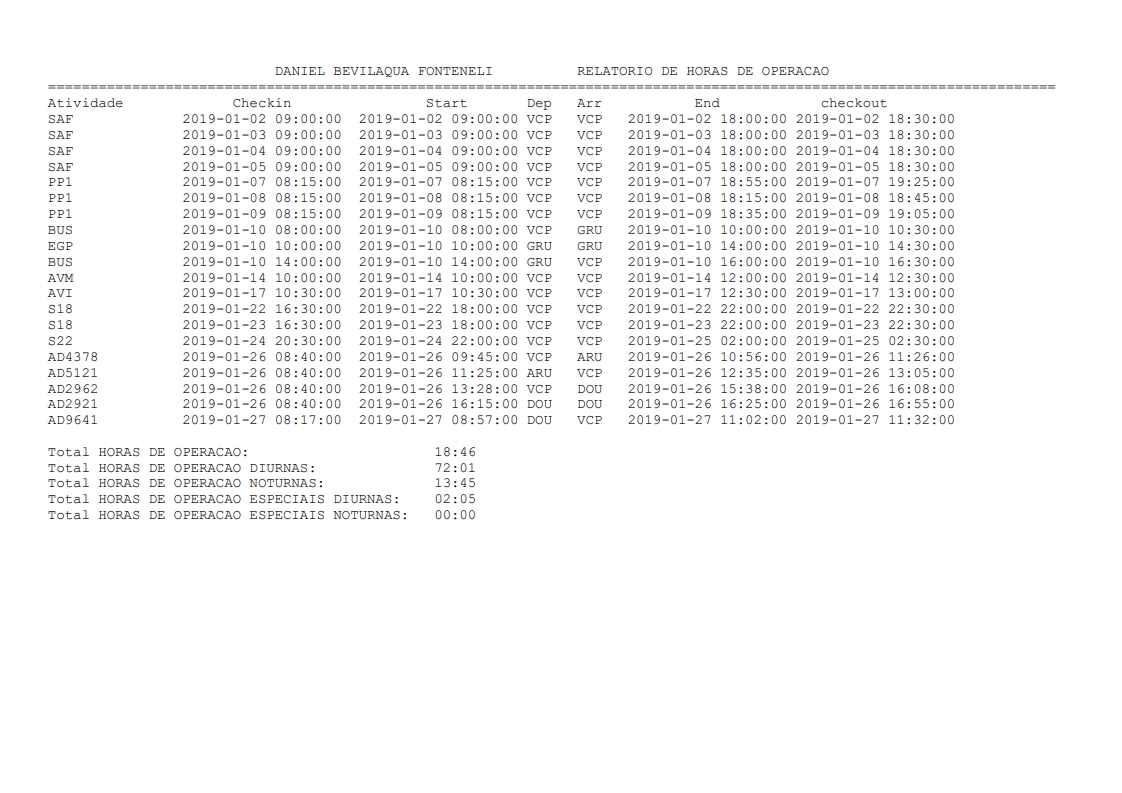 DANIEL BEVILAQUA FONTENELI RELATORIO DE HORAS DE OPERACAO
========================================================================================================================
Atividade Checkin Start Dep Arr End checkout
SAF 2019-01-02 09:00:00 2019-01-02 09:00:00 VCP VCP 2019-01-02 18:00:00 2019-01-02 18:30:00
SAF 2019-01-03 09:00:00 2019-01-03 09:00:00 VCP VCP 2019-01-03 18:00:00 2019-01-03 18:30:00
SAF 2019-01-04 09:00:00 2019-01-04 09:00:00 VCP VCP 2019-01-04 18:00:00 2019-01-04 18:30:00
SAF 2019-01-05 09:00:00 2019-01-05 09:00:00 VCP VCP 2019-01-05 18:00:00 2019-01-05 18:30:00
PP1 2019-01-07 08:15:00 2019-01-07 08:15:00 VCP VCP 2019-01-07 18:55:00 2019-01-07 19:25:00
PP1 2019-01-08 08:15:00 2019-01-08 08:15:00 VCP VCP 2019-01-08 18:15:00 2019-01-08 18:45:00
PP1 2019-01-09 08:15:00 2019-01-09 08:15:00 VCP VCP 2019-01-09 18:35:00 2019-01-09 19:05:00
BUS 2019-01-10 08:00:00 2019-01-10 08:00:00 VCP GRU 2019-01-10 10:00:00 2019-01-10 10:30:00
EGP 2019-01-10 10:00:00 2019-01-10 10:00:00 GRU GRU 2019-01-10 14:00:00 2019-01-10 14:30:00
BUS 2019-01-10 14:00:00 2019-01-10 14:00:00 GRU VCP 2019-01-10 16:00:00 2019-01-10 16:30:00
AVM 2019-01-14 10:00:00 2019-01-14 10:00:00 VCP VCP 2019-01-14 12:00:00 2019-01-14 12:30:00
AVI 2019-01-17 10:30:00 2019-01-17 10:30:00 VCP VCP 2019-01-17 12:30:00 2019-01-17 13:00:00
S18 2019-01-22 16:30:00 2019-01-22 18:00:00 VCP VCP 2019-01-22 22:00:00 2019-01-22 22:30:00
S18 2019-01-23 16:30:00 2019-01-23 18:00:00 VCP VCP 2019-01-23 22:00:00 2019-01-23 22:30:00
S22 2019-01-24 20:30:00 2019-01-24 22:00:00 VCP VCP 2019-01-25 02:00:00 2019-01-25 02:30:00
AD4378 2019-01-26 08:40:00 2019-01-26 09:45:00 VCP ARU 2019-01-26 10:56:00 2019-01-26 11:26:00
AD5121 2019-01-26 08:40:00 2019-01-26 11:25:00 ARU VCP 2019-01-26 12:35:00 2019-01-26 13:05:00
AD2962 2019-01-26 08:40:00 2019-01-26 13:28:00 VCP DOU 2019-01-26 15:38:00 2019-01-26 16:08:00
AD2921 2019-01-26 08:40:00 2019-01-26 16:15:00 DOU DOU 2019-01-26 16:25:00 2019-01-26 16:55:00
AD9641 2019-01-27 08:17:00 2019-01-27 08:57:00 DOU VCP 2019-01-27 11:02:00 2019-01-27 11:32:00
Total HORAS DE OPERACAO: 18:46
Total HORAS DE OPERACAO DIURNAS: 72:01
Total HORAS DE OPERACAO NOTURNAS: 13:45
Total HORAS DE OPERACAO ESPECIAIS DIURNAS: 02:05
Total HORAS DE OPERACAO ESPECIAIS NOTURNAS: 00:00